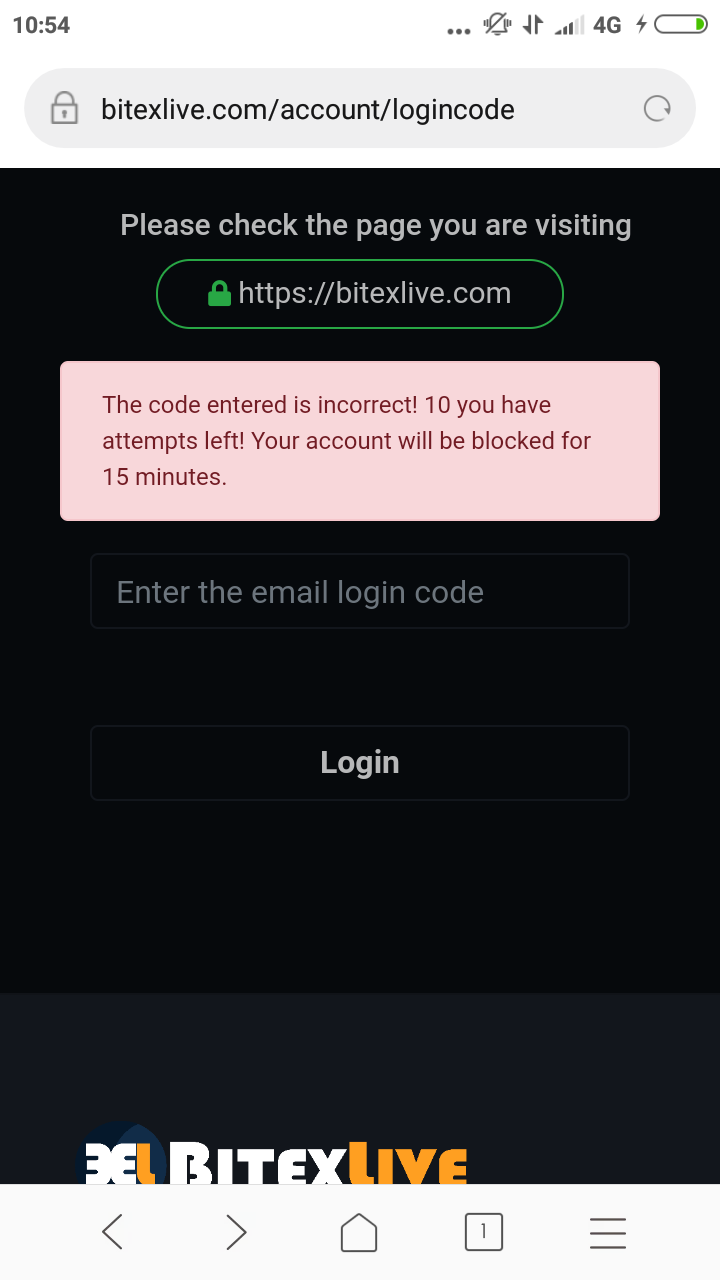 10:54
... 4G
bitexlive.com/account/logincode
Please check the page you are visiting
https://bitexlive.com
The code entered is incorrect! 10 you have
attempts left! Your account will be blocked for
15 minutes.
Enter the email login code
Login
BEL BITEXLIVE
1